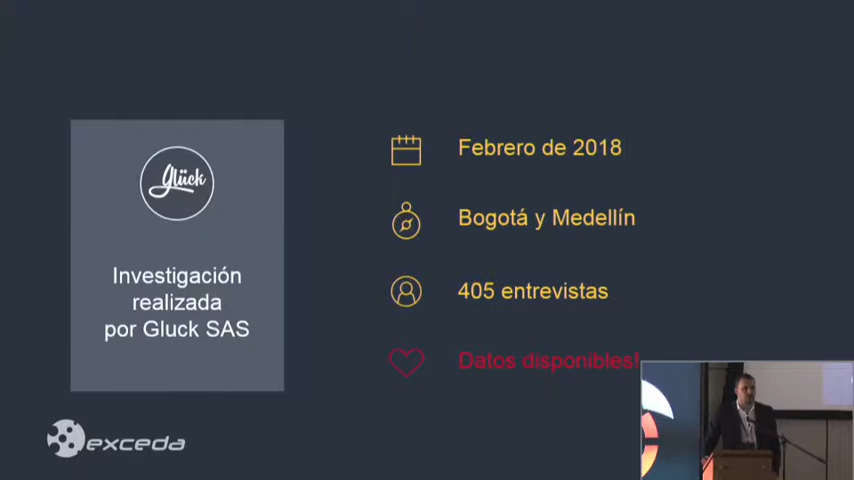 glück
Investigación
realizada
por Gluck SAS
Febrero de 2018
Bogotá y Medellín
405 entrevistas
Datos disponibles!
exceda